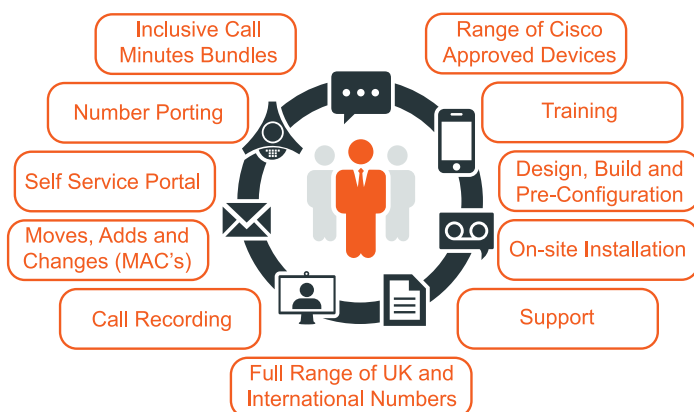 Inclusive Call
Minutes Bundles
Range of Cisco
Approved Devices
Number Porting
Training
Self Service Portal
Design, Build and
Pre-Configuration
Moves, Adds and
Changes (MAC's)
On-site Installation
Call Recording
Support
Full Range of UK and
International Numbers